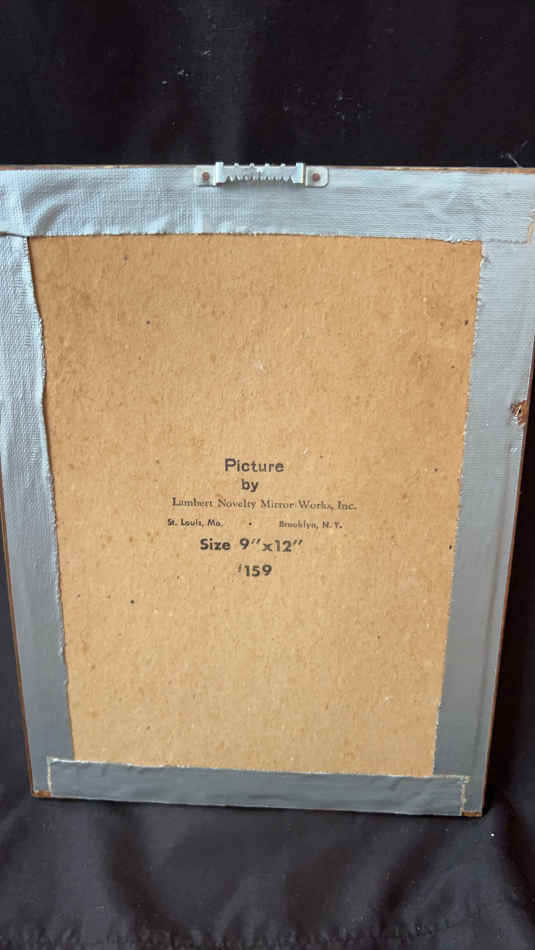 Picture
by
Lambert Novelty Mirror Works, Inc.
St. Louis, Mo. • Brooklyn, N. Y.
Size 9"x12"
#159